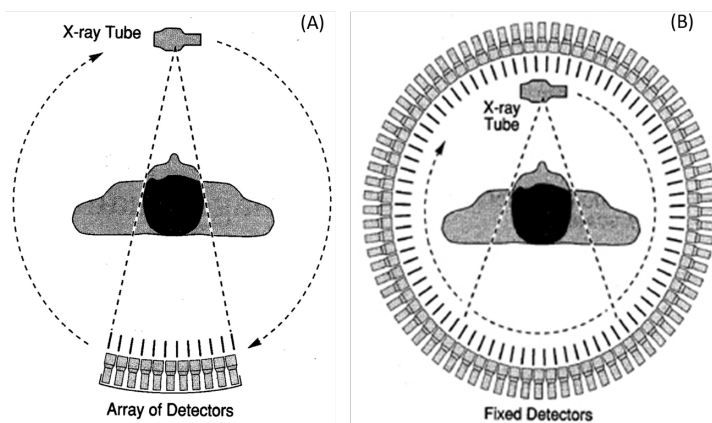 X-ray Tube
(A)
Array of Detectors
(B)
X-ray
Tube
Fixed Detectors